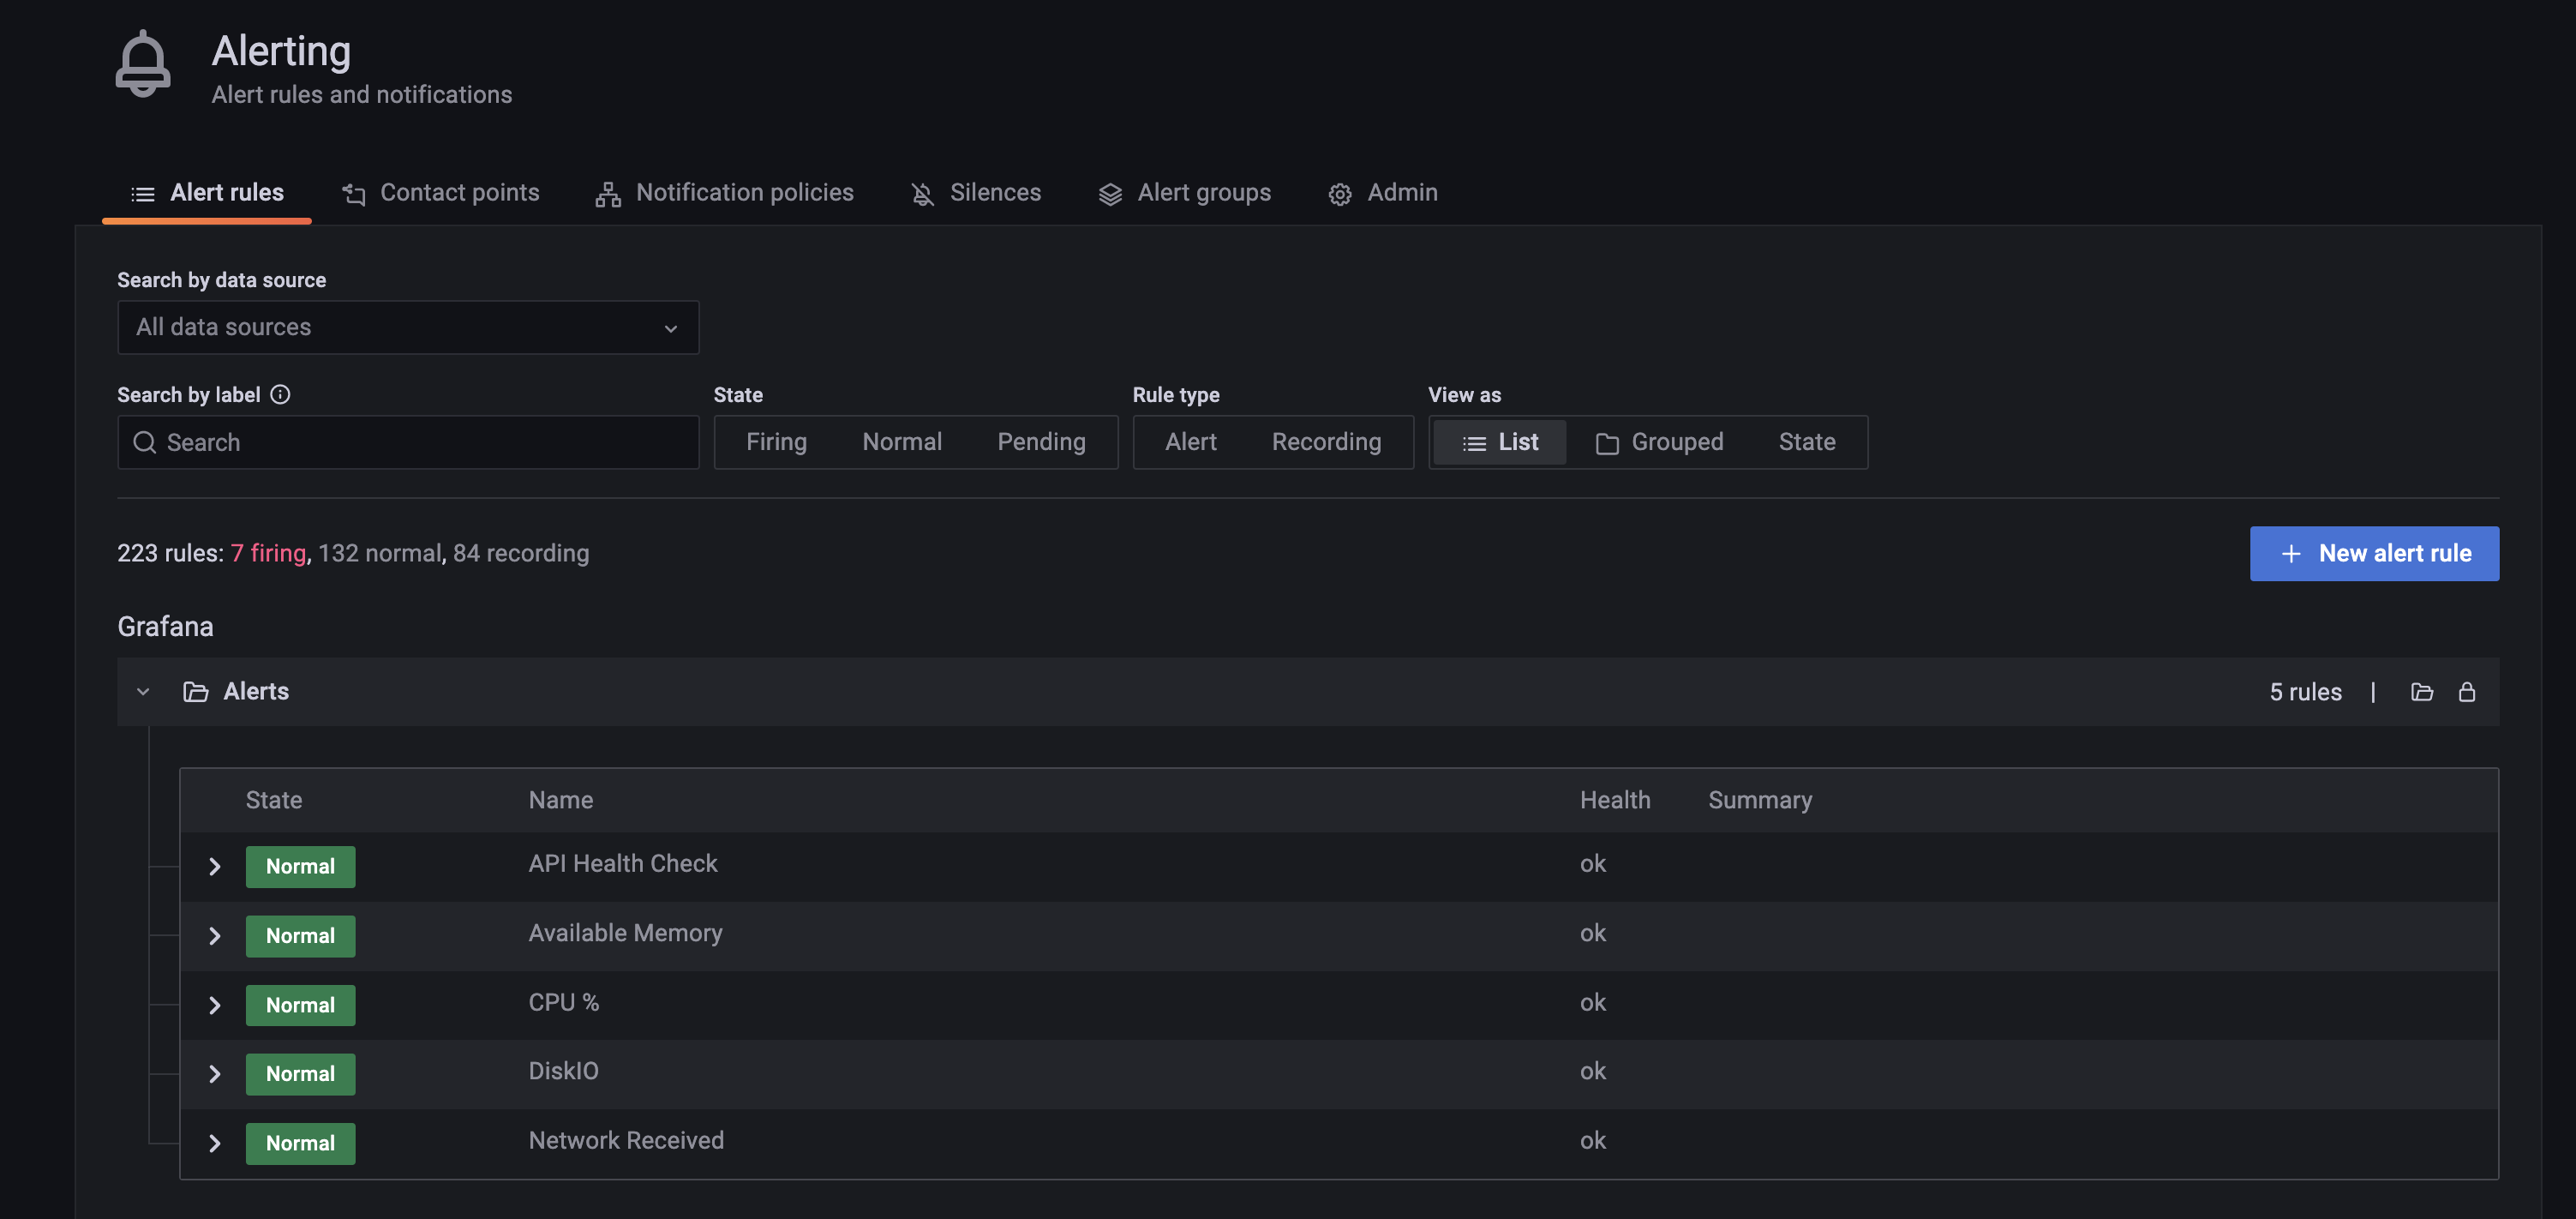 Alerting
Alert rules and notifications
Alert rules Contact points Notification policies Silences Alert groups Admin
Search by data source
All data sources
Search by label State Rule type View as
Search Firing Normal Pending Alert Recording List Grouped State
223 rules: 7 firing, 132 normal, 84 recording
+ New alert rule
Grafana
Alerts 5 rules |
State Name Health Summary
Normal API Health Check ok
Normal Available Memory ok
Normal CPU % ok
Normal DiskIO ok
Normal Network Received ok